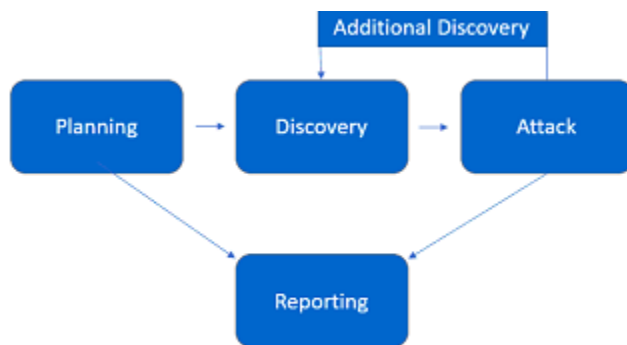 Additional Discovery
Planning
Discovery
Attack
Reporting